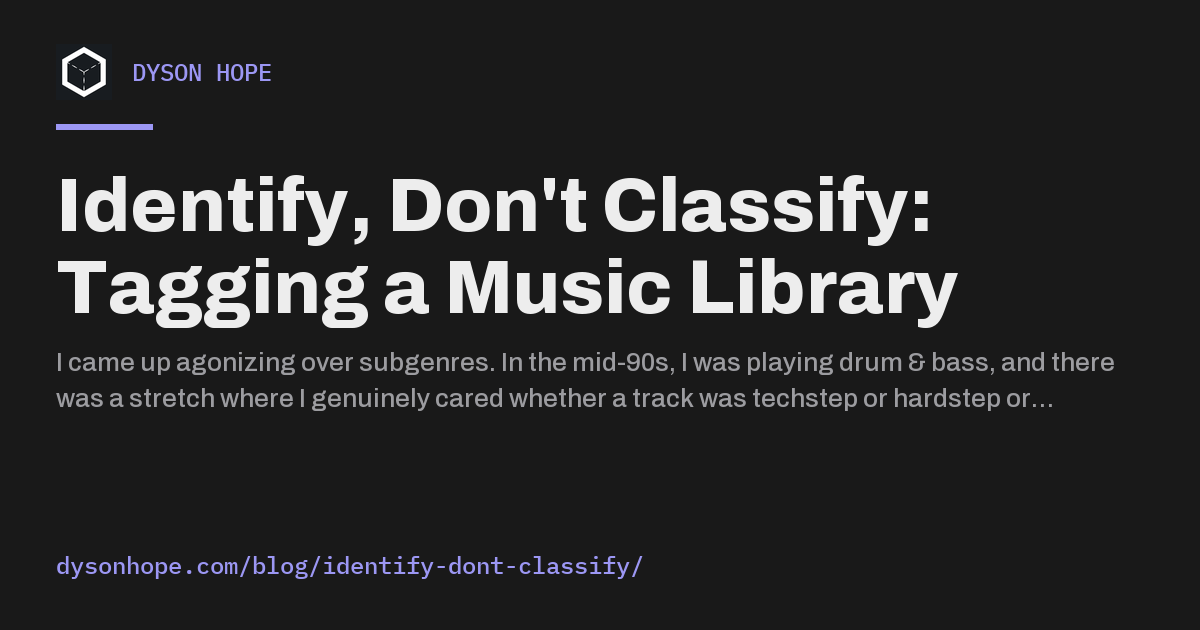 DYSON HOPE
Identify, Don't Classify:
Tagging a Music Library
I came up agonizing over subgenres. In the mid-90s, I was playing drum & bass, and there
was a stretch where I genuinely cared whether a track was techstep or hardstep or...
dysonhope.com/blog/identify-dont-classify/